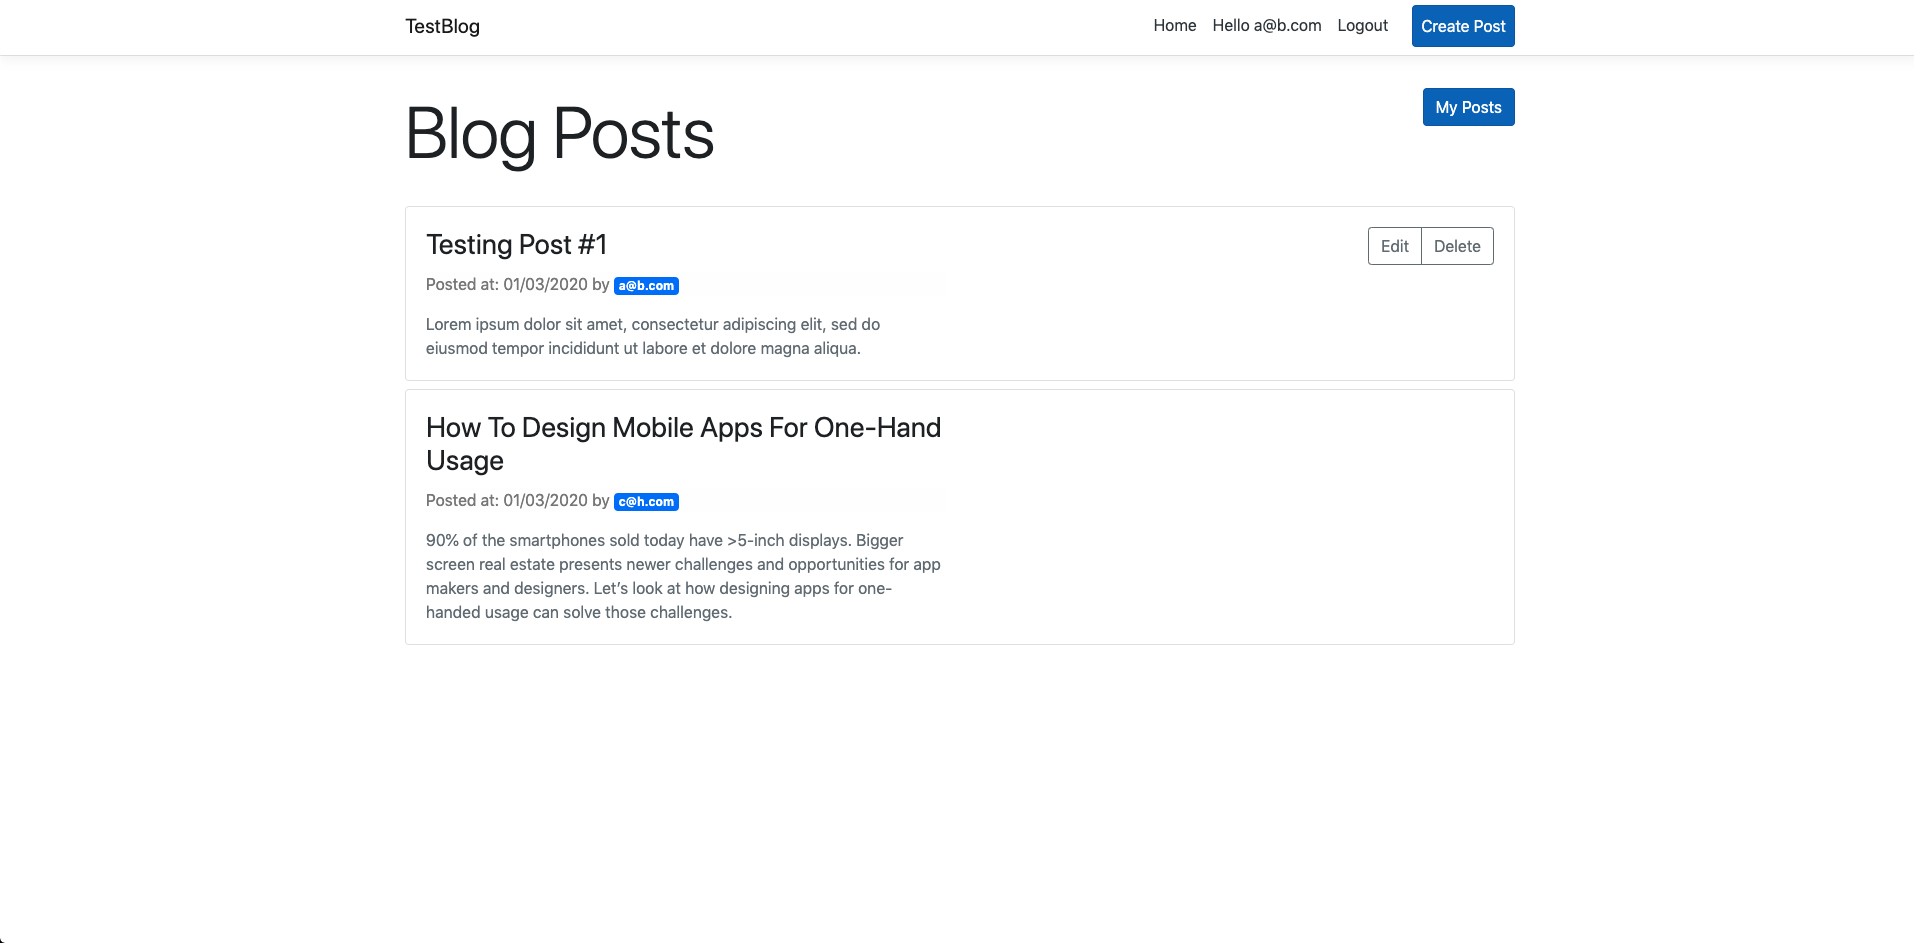 TestBlog Home Hello a@b.com Logout Create Post
Blog Posts My Posts
Testing Post #1 Edit Delete
Posted at: 01/03/2020 by a@b.com
Lorem ipsum dolor sit amet, consectetur adipiscing elit, sed do
eiusmod tempor incididunt ut labore et dolore magna aliqua.
How To Design Mobile Apps For One-Hand
Usage
Posted at: 01/03/2020 by c@h.com
90% of the smartphones sold today have >5-inch displays. Bigger
screen real estate presents newer challenges and opportunities for app
makers and designers. Let’s look at how designing apps for one-
handed usage can solve those challenges.